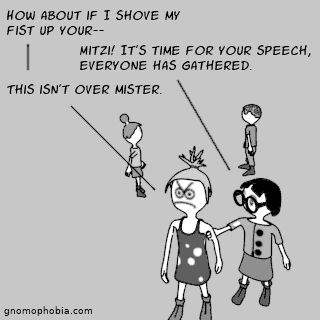 HOW ABOUT IF I SHOVE MY
FIST UP YOUR--
MITZI! IT'S TIME FOR YOUR SPEECH,
EVERYONE HAS GATHERED.
THIS ISN'T OVER MISTER.
gnomophobia.com